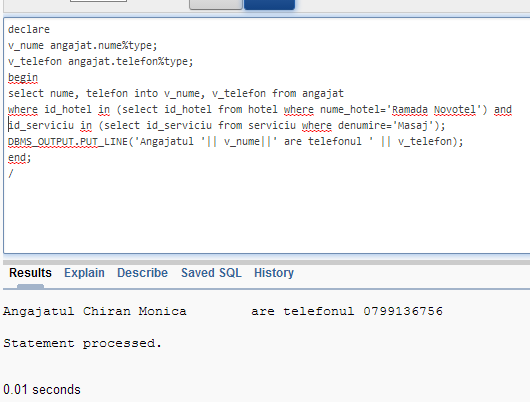 declare
v_nume angajat.nume%type;
v_telefon angajat.telefon%type;
begin
select nume, telefon into v_nume, v_telefon from angajat
where id_hotel in (select id_hotel from hotel where nume_hotel='Ramada Novotel') and
id_serviciu in (select id_serviciu from serviciu where denumire='Masaj');
DBMS_OUTPUT.PUT_LINE('Angajatul '|| v_nume||' are telefonul ' || v_telefon);
end;
/
Results Explain Describe Saved SQL History
Angajatul Chiran Monica are telefonul 0799136756
Statement processed.
0.01 seconds